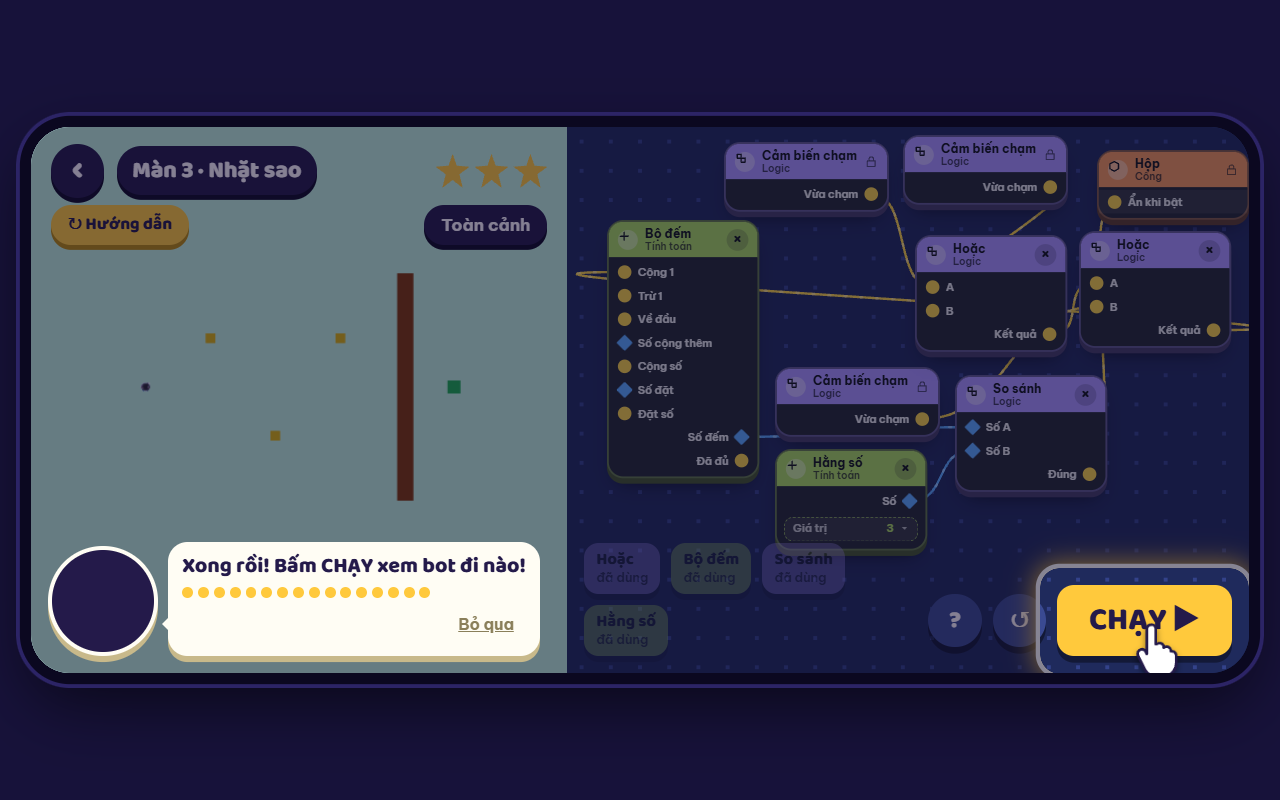 Màn 3 · Nhặt sao
↻ Hướng dẫn
Toàn cảnh
Xong rồi! Bấm CHẠY xem bot đi nào!
Bỏ qua
Cảm biến chạm
Logic
Vừa chạm
Cảm biến chạm
Logic
Vừa chạm
Hộp
Cổng
Ẩn khi bật
Bộ đếm
Tính toán
Cộng 1
Trừ 1
Về đầu
Số cộng thêm
Cộng số
Số đặt
Đặt số
Số đếm
Đã đủ
Hoặc
Logic
A
B
Kết quả
Hoặc
Logic
A
B
Kết quả
Cảm biến chạm
Logic
Vừa chạm
So sánh
Logic
Số A
Số B
Đúng
Hằng số
Tính toán
Số
Giá trị 3
Hoặc
đã dùng
Bộ đếm
đã dùng
So sánh
đã dùng
Hằng số
đã dùng
?
CHẠY